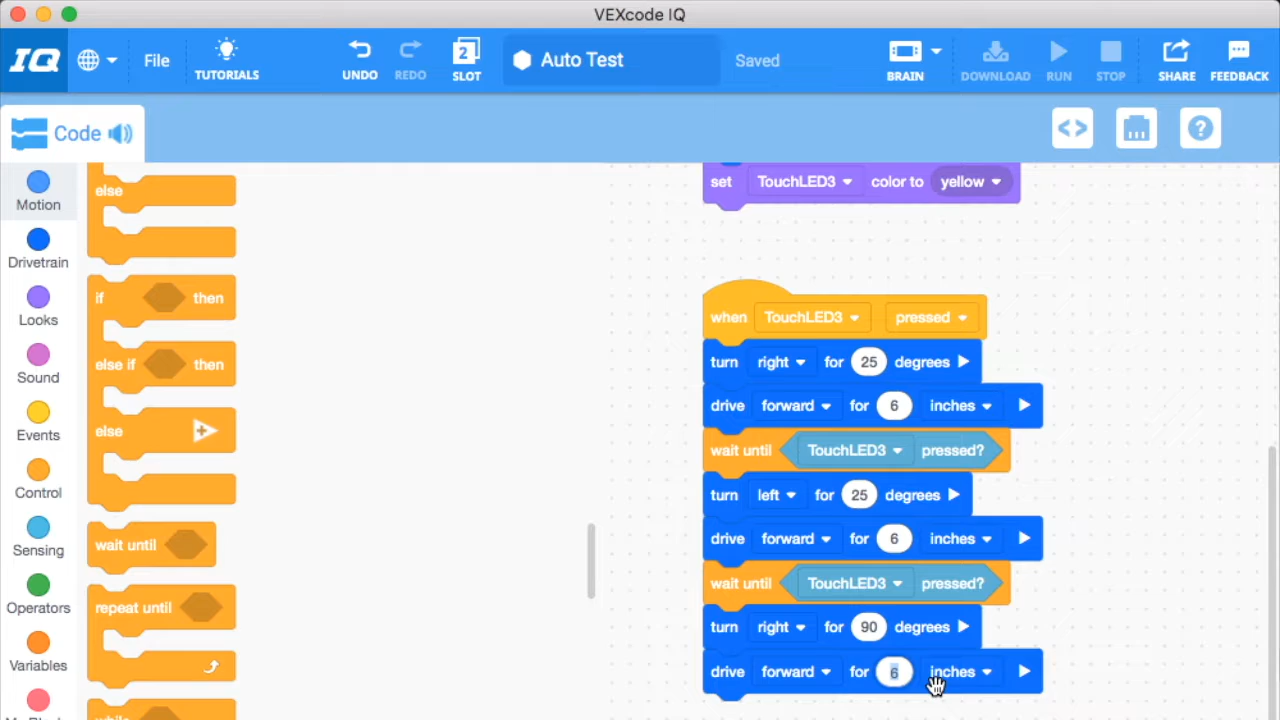 VEXcode IQ
IQ File TUTORIALS UNDO REDO 2 SLOT Auto Test Saved BRAIN DOWNLOAD RUN STOP SHARE FEEDBACK
Code <> ?
Motion
Drivetrain
Looks
Sound
Events
Control
Sensing
Operators
Variables
else
if then
else if then
else +
wait until
repeat until
set TouchLED3 color to yellow
when TouchLED3 pressed
turn right for 25 degrees
drive forward for 6 inches
wait until TouchLED3 pressed?
turn left for 25 degrees
drive forward for 6 inches
wait until TouchLED3 pressed?
turn right for 90 degrees
drive forward for 6 inches